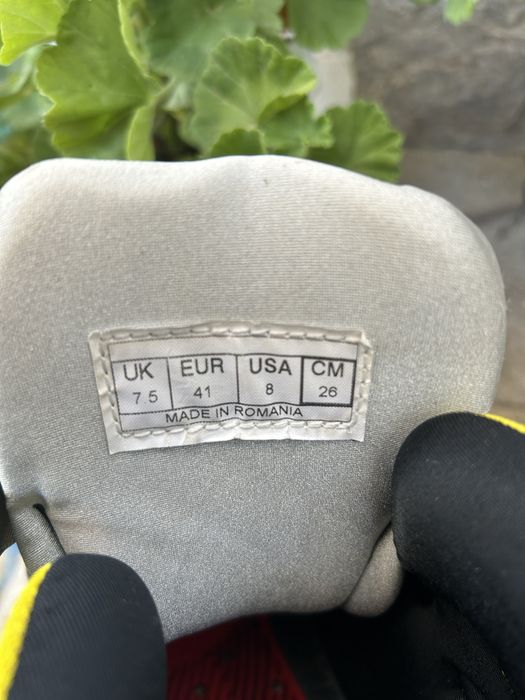 UK EUR USA CM
7 5 41 8 26
MADE IN ROMANIA